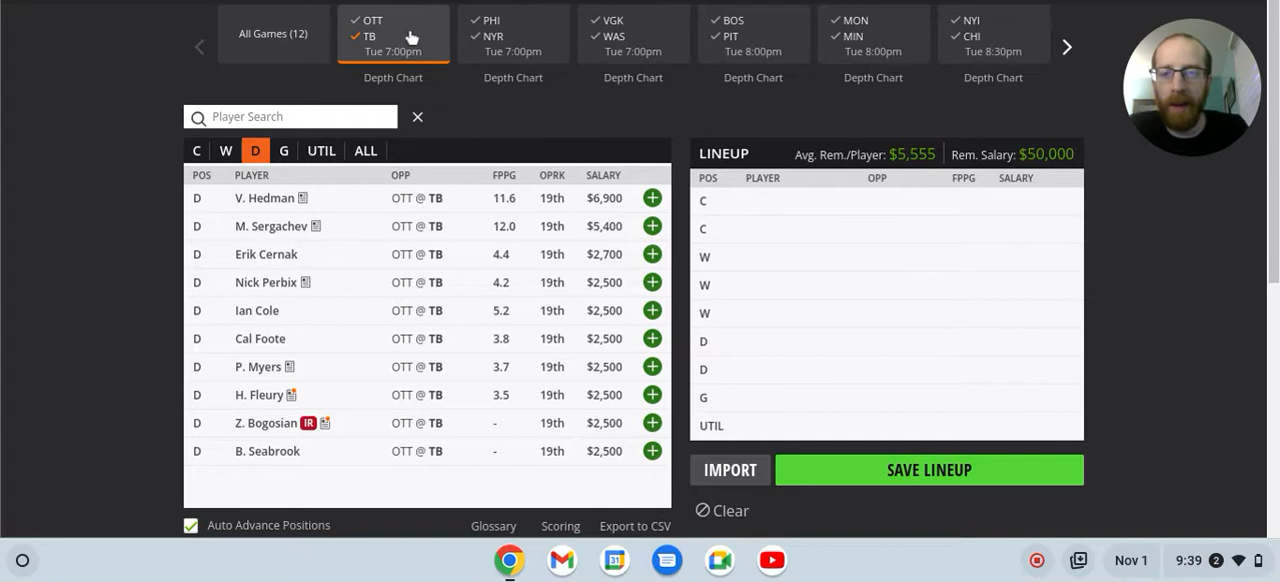 All Games (12)
OTT
TB
Tue 7:00pm
Depth Chart
PHI
NYR
Tue 7:00pm
Depth Chart
VGK
WAS
Tue 7:00pm
Depth Chart
BOS
PIT
Tue 8:00pm
Depth Chart
MON
MIN
Tue 8:00pm
Depth Chart
NYI
CHI
Tue 8:30pm
Depth Chart
Player Search
C W D G UTIL ALL
POS PLAYER OPP FPPG OPRK SALARY
D V. Hedman OTT @ TB 11.6 19th $6,900
D M. Sergachev OTT @ TB 12.0 19th $5,400
D Erik Cernak OTT @ TB 4.4 19th $2,700
D Nick Perbix OTT @ TB 4.2 19th $2,500
D Ian Cole OTT @ TB 5.2 19th $2,500
D Cal Foote OTT @ TB 3.8 19th $2,500
D P. Myers OTT @ TB 3.7 19th $2,500
D H. Fleury OTT @ TB 3.5 19th $2,500
D Z. Bogosian IR OTT @ TB - 19th $2,500
D B. Seabrook OTT @ TB - 19th $2,500
Auto Advance Positions Glossary Scoring Export to CSV
LINEUP Avg. Rem./Player: $5,555 Rem. Salary: $50,000
POS PLAYER OPP FPPG SALARY
C
C
W
W
W
D
D
G
UTIL
IMPORT SAVE LINEUP
Clear
31
Nov 1 9:39 2